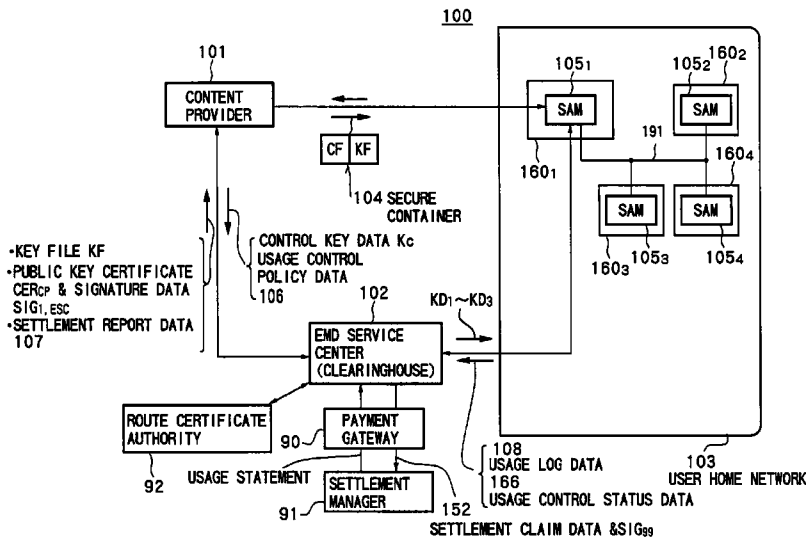 100
101
CONTENT
PROVIDER
CF KF
104 SECURE
CONTAINER
105₁
SAM
160₁
105₂
160₂
SAM
191
160₄
SAM
105₃
160₃
SAM
105₄
•KEY FILE KF
•PUBLIC KEY CERTIFICATE
CERCP & SIGNATURE DATA
SIG1,ESC
•SETTLEMENT REPORT DATA
107
CONTROL KEY DATA Kc
USAGE CONTROL
POLICY DATA
106
102
EMD SERVICE
CENTER
(CLEARINGHOUSE)
KD₁~KD₃
ROUTE CERTIFICATE
AUTHORITY
92
90
PAYMENT
GATEWAY
USAGE STATEMENT
91
SETTLEMENT
MANAGER
152
SETTLEMENT CLAIM DATA &SIG₉₉
108
USAGE LOG DATA
166
USAGE CONTROL STATUS DATA
103
USER HOME NETWORK